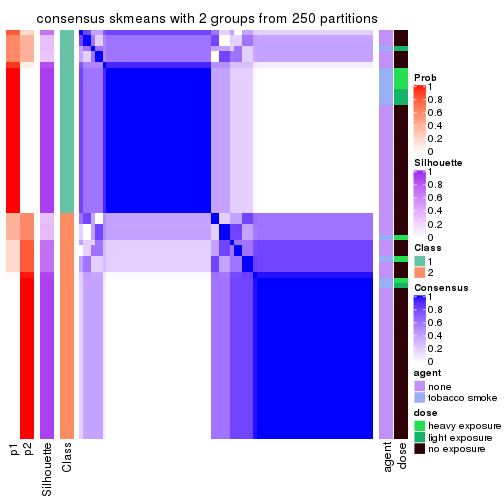 consensus skmeans with 2 groups from 250 partitions
Prob
1
0.8
0.6
0.4
0.2
0
Silhouette
1
0.8
0.6
0.4
0.2
0
Class
1
2
Consensus
1
0.8
0.6
0.4
0.2
0
agent
none
tobacco smoke
dose
heavy exposure
light exposure
no exposure
p1
p2
Silhouette
Class
agent
dose